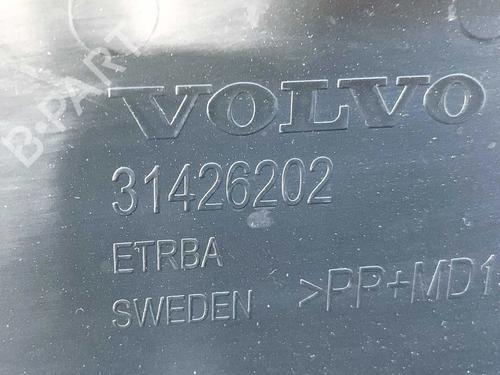 B-PART
VOLVO
31426202
ETRBA
SWEDEN >PP+MD1